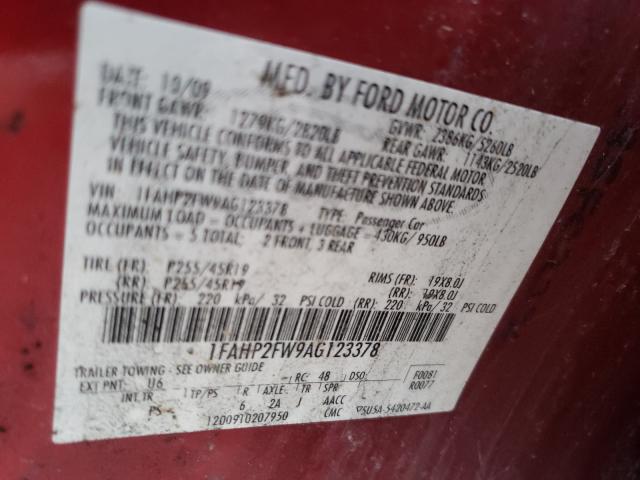 MFD. BY FORD MOTOR CO.
DATE: 10/09 GVWR: 2386KG/5260LB
FRONT GAWR: 1279KG/2820LB REAR GAWR: 1143KG/2520LB
THIS VEHICLE CONFORMS TO ALL APPLICABLE FEDERAL MOTOR
VEHICLE SAFETY, BUMPER, AND THEFT PREVENTION STANDARDS
IN EFFECT ON THE DATE OF MANUFACTURE SHOWN ABOVE.
VIN: 1FAHP2FW9AG123378 TYPE: Passenger Car
MAXIMUM LOAD = OCCUPANTS + LUGGAGE = 430KG/950LB
OCCUPANTS = 5 TOTAL: 2 FRONT, 3 REAR
TIRE (FR): P255/45R19 RIMS (FR): 19X8.0J
(RR): P255/45R19 (RR): 19X8.0J
PRESSURE (FR): 220 kPa/ 32 PSI COLD (RR): 220 kPa/ 32 PSI COLD
1FAHP2FW9AG123378
TRAILER TOWING - SEE OWNER GUIDE
EXT PNT: U6 RC: 48 DSO: F0081
R0077
INT TR TP/PS R AXLE TR SPR
PS 6 2A J AACC
1200910207950 CMC ▽SUSA-5420472-AA